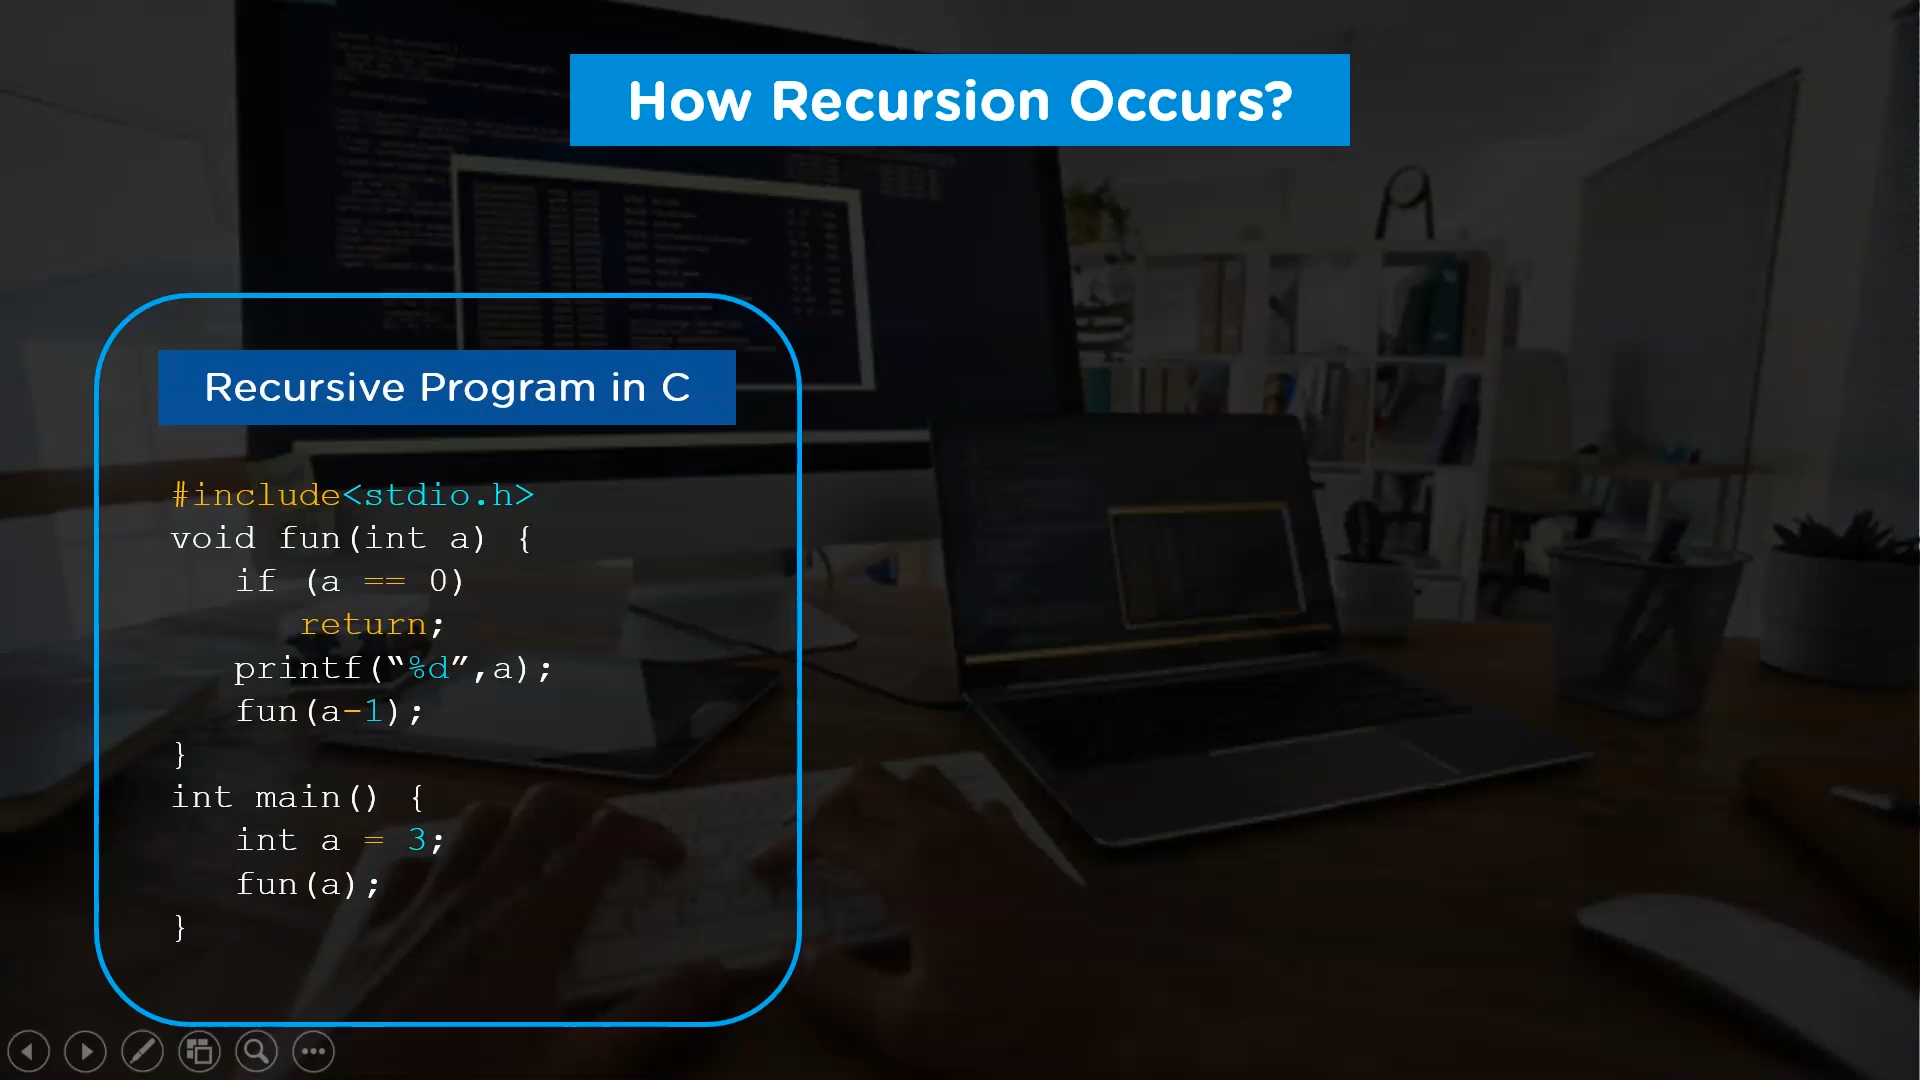 How Recursion Occurs?
Recursive Program in C
#include<stdio.h>
void fun(int a) {
if (a == 0)
return;
printf(“%d”,a);
fun(a-1);
}
int main() {
int a = 3;
fun(a);
}